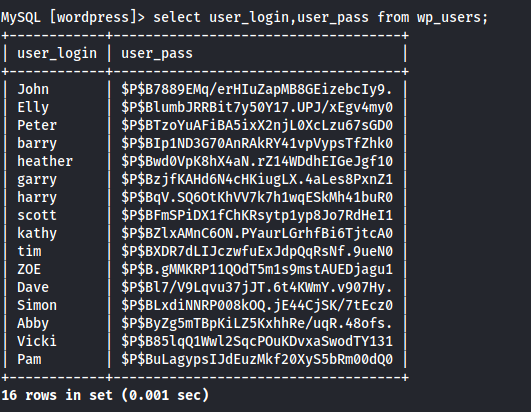 MySQL [wordpress]> select user_login,user_pass from wp_users;
+------------+------------------------------------+
| user_login | user_pass                          |
+------------+------------------------------------+
| John       | $P$B7889EMq/erHIuZapMB8GEizebcIy9. |
| Elly       | $P$BlumbJRRBit7y50Y17.UPJ/xEgv4my0 |
| Peter      | $P$BTzoYuAFiBA5ixX2njL0XcLzu67sGD0 |
| barry      | $P$BIp1ND3G70AnRAkRY41vpVypsTfZhk0 |
| heather    | $P$Bwd0VpK8hX4aN.rZ14WDdhEIGeJgf10 |
| garry      | $P$BzjfKAHd6N4cHKiugLX.4aLes8PxnZ1 |
| harry      | $P$BqV.SQ6OtKhVV7k7h1wqESkMh41buR0 |
| scott      | $P$BFmSPiDX1fChKRsytp1yp8Jo7RdHeI1 |
| kathy      | $P$BZlxAMnC6ON.PYaurLGrhfBi6TjtcA0 |
| tim        | $P$BXDR7dLIJczwfuExJdpQqRsNf.9ueN0 |
| ZOE        | $P$B.gMMKRP11QOdT5m1s9mstAUEDjagu1 |
| Dave       | $P$Bl7/V9Lqvu37jJT.6t4KWmY.v907Hy. |
| Simon      | $P$BLxdiNNRP008kOQ.jE44CjSK/7tEcz0 |
| Abby       | $P$ByZg5mTBpKiLZ5KxhhRe/uqR.48ofs. |
| Vicki      | $P$B85lqQ1Wwl2SqcPOuKDvxaSwodTY131 |
| Pam        | $P$BuLagypsIJdEuzMkf20XyS5bRm00dQ0 |
+------------+------------------------------------+
16 rows in set (0.001 sec)